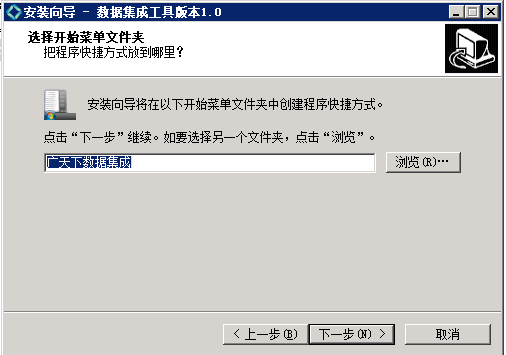 安装向导 - 数据集成工具版本1.0
选择开始菜单文件夹
把程序快捷方式放到哪里?
安装向导将在以下开始菜单文件夹中创建程序快捷方式。
点击“下一步”继续。如要选择另一个文件夹,点击“浏览”。
广天下数据集成
浏览(R)…
< 上一步(B)
下一步(N) >
取消